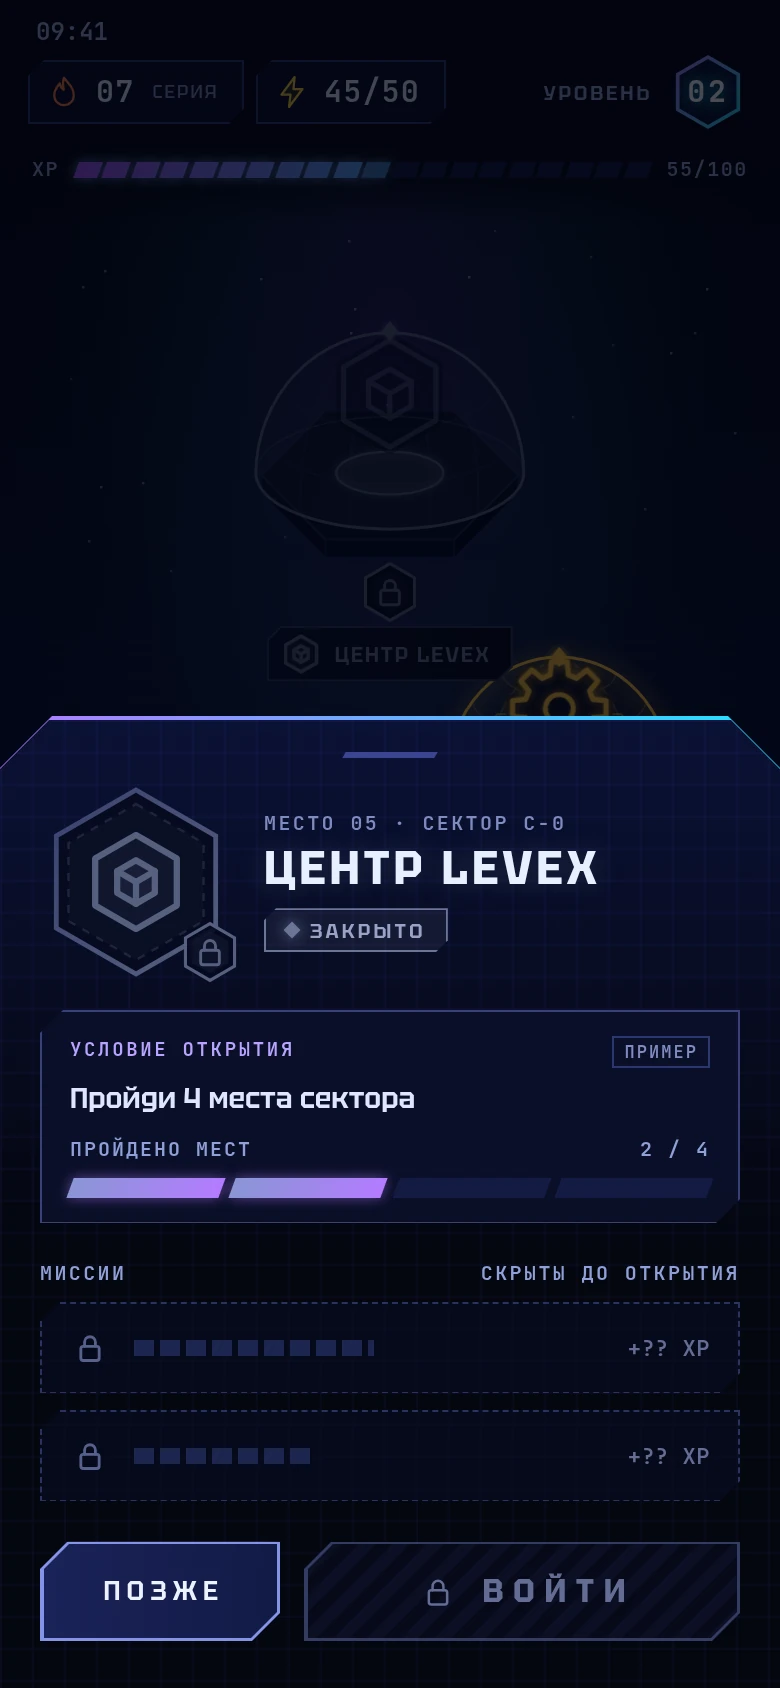 09:41
07 СЕРИЯ
45/50
УРОВЕНЬ 02
XP 55/100
ЦЕНТР LEVEX
МЕСТО 05 · СЕКТОР С-0
ЦЕНТР LEVEX
ЗАКРЫТО
УСЛОВИЕ ОТКРЫТИЯ
ПРИМЕР
Пройди 4 места сектора
ПРОЙДЕНО МЕСТ 2 / 4
МИССИИ СКРЫТЫ ДО ОТКРЫТИЯ
+?? XP
+?? XP
ПОЗЖЕ
ВОЙТИ